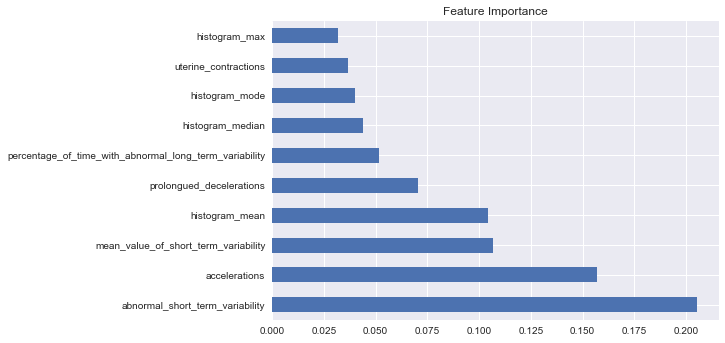 Feature Importance
histogram_max
uterine_contractions
histogram_mode
histogram_median
percentage_of_time_with_abnormal_long_term_variability
prolongued_decelerations
histogram_mean
mean_value_of_short_term_variability
accelerations
abnormal_short_term_variability
0.000 0.025 0.050 0.075 0.100 0.125 0.150 0.175 0.200